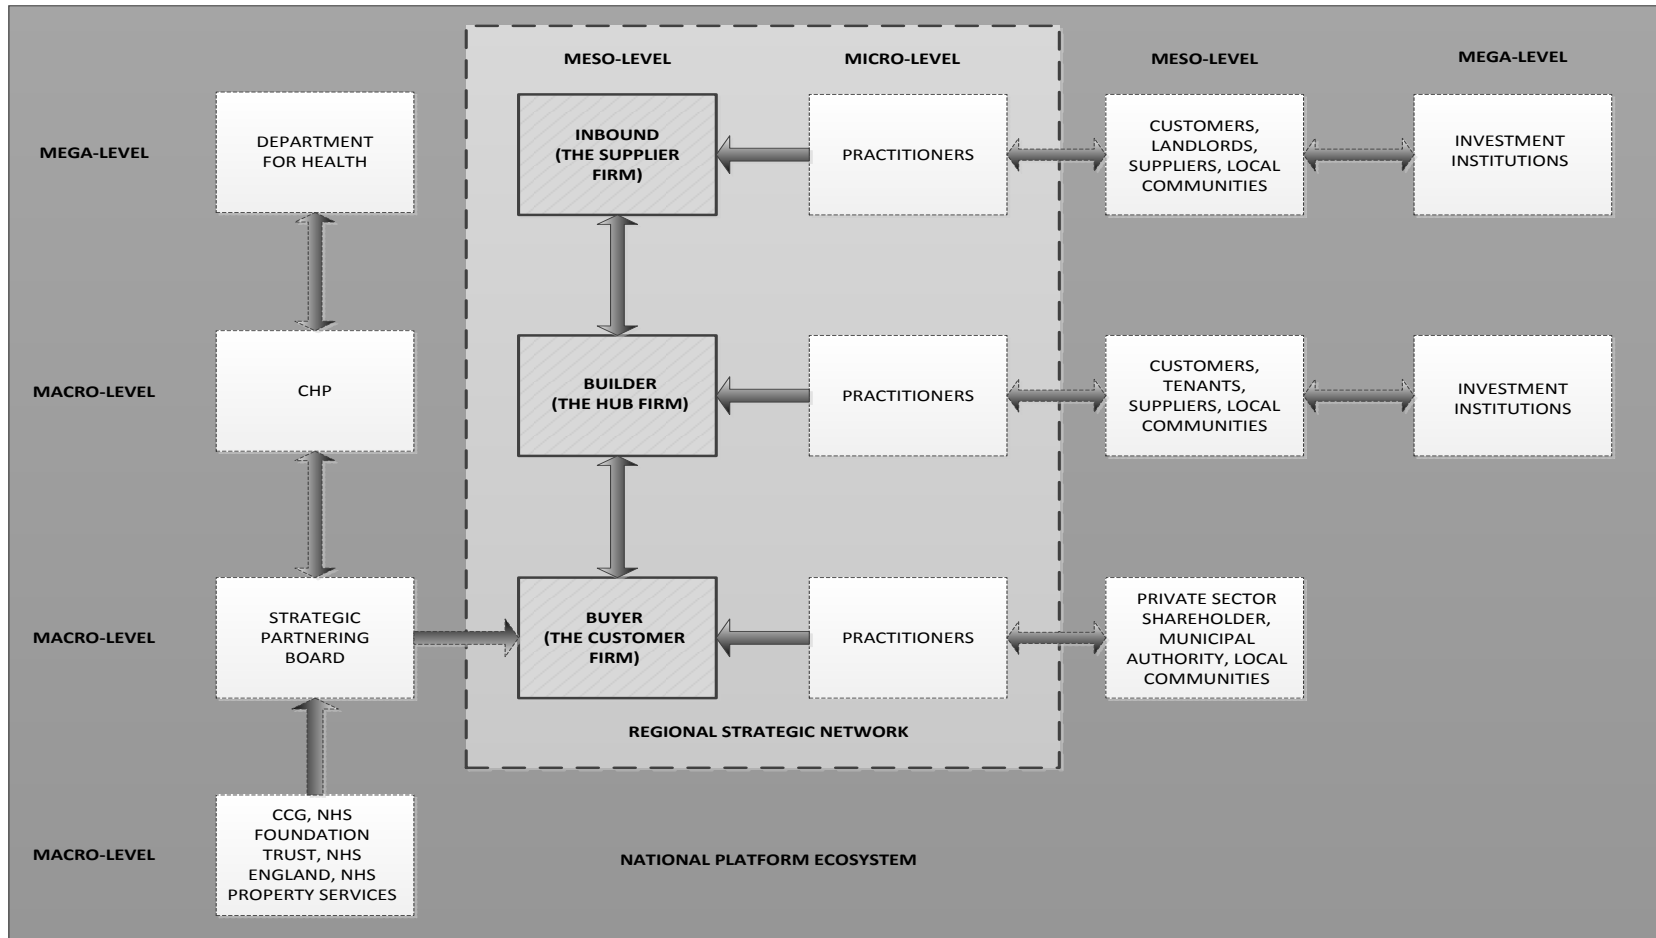 MESO-LEVEL
MICRO-LEVEL
MESO-LEVEL
MEGA-LEVEL
MEGA-LEVEL
DEPARTMENT
FOR HEALTH
INBOUND
(THE SUPPLIER
FIRM)
PRACTITIONERS
CUSTOMERS,
LANDLORDS,
SUPPLIERS, LOCAL
COMMUNITIES
INVESTMENT
INSTITUTIONS
MACRO-LEVEL
CHP
BUILDER
(THE HUB FIRM)
PRACTITIONERS
CUSTOMERS,
TENANTS,
SUPPLIERS, LOCAL
COMMUNITIES
INVESTMENT
INSTITUTIONS
MACRO-LEVEL
STRATEGIC
PARTNERING
BOARD
BUYER
(THE CUSTOMER
FIRM)
PRACTITIONERS
PRIVATE SECTOR
SHAREHOLDER,
MUNICIPAL
AUTHORITY, LOCAL
COMMUNITIES
REGIONAL STRATEGIC NETWORK
MACRO-LEVEL
CCG, NHS
FOUNDATION
TRUST, NHS
ENGLAND, NHS
PROPERTY SERVICES
NATIONAL PLATFORM ECOSYSTEM